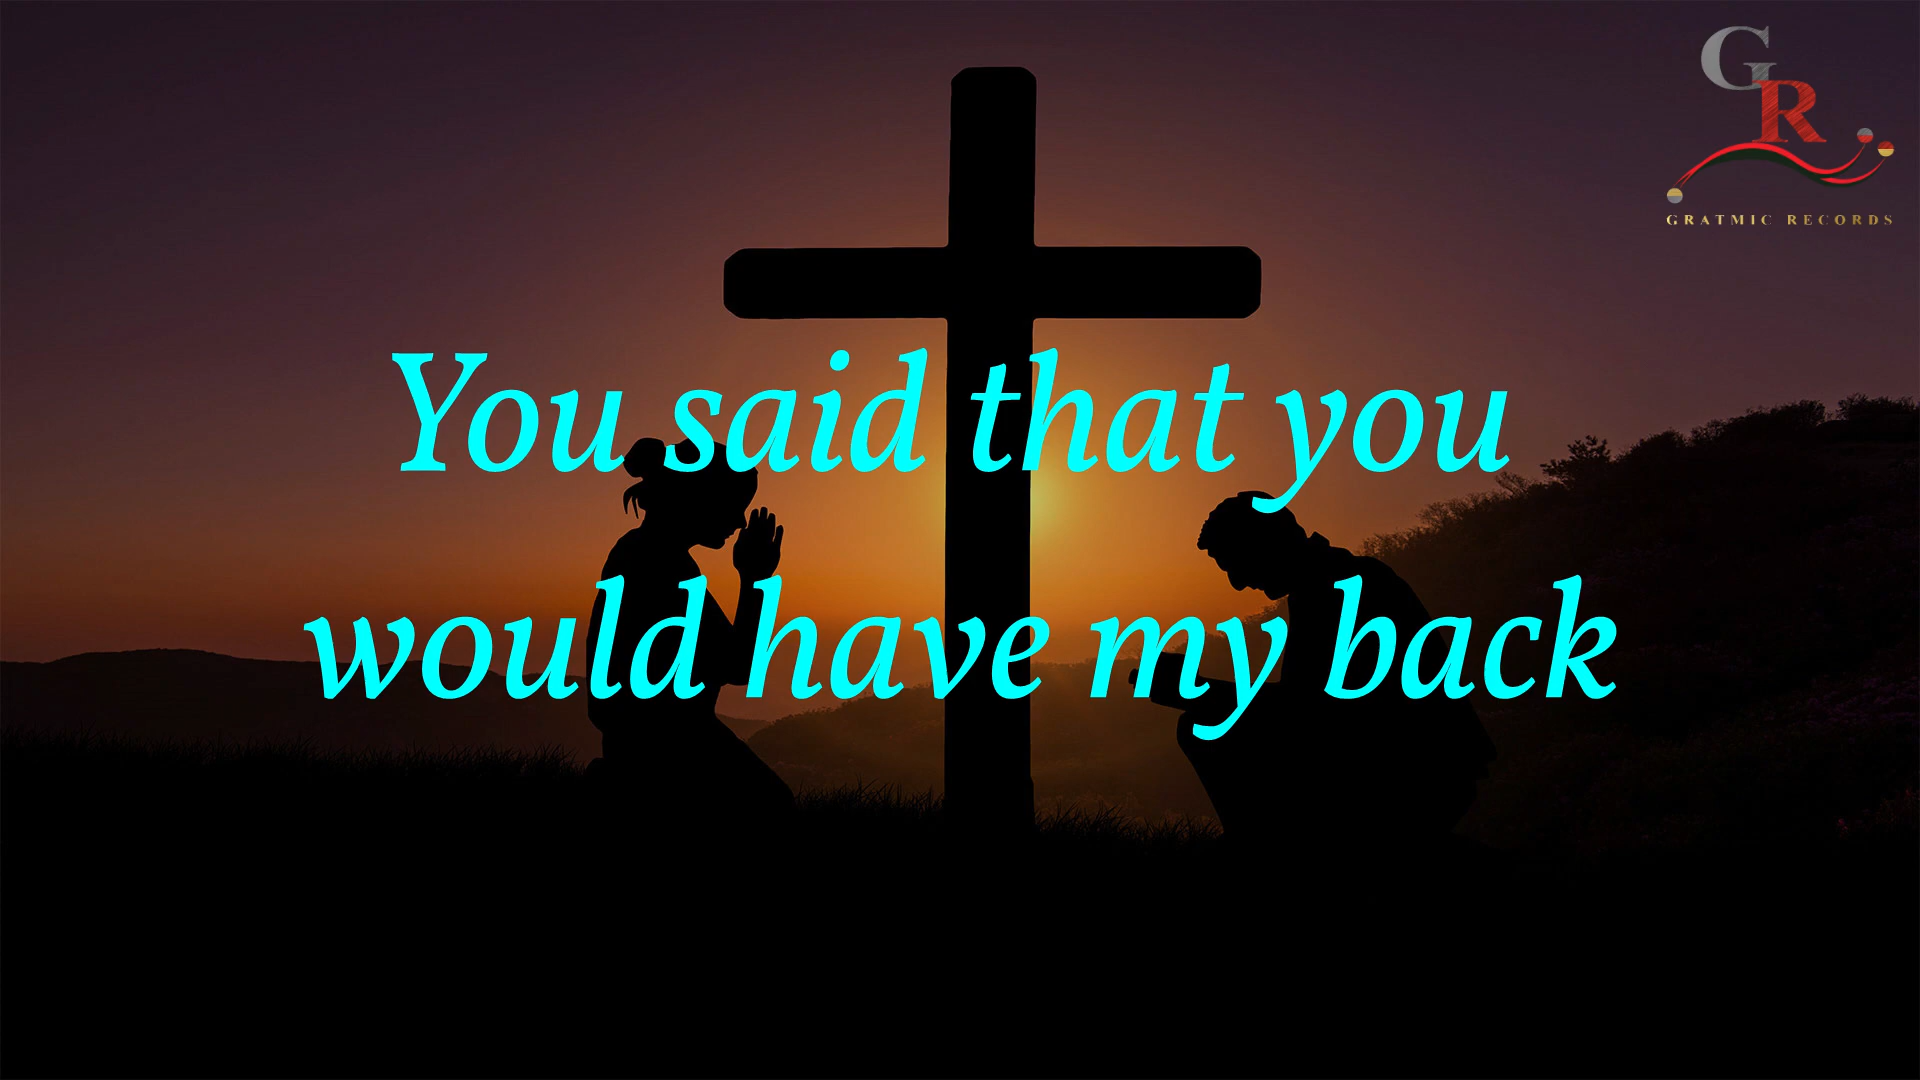 GR
GRATMIC RECORDS
You said that you
would have my back